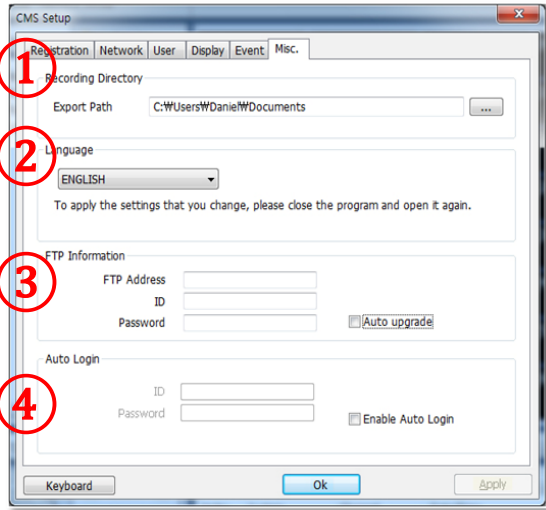 CMS Setup
Registration Network User Display Event Misc.
1
Recording Directory
Export Path C:₩Users₩Daniel₩Documents ...
2
Language
ENGLISH
To apply the settings that you change, please close the program and open it again.
FTP Information
3
FTP Address
ID
Password Auto upgrade
Auto Login
4
ID
Password Enable Auto Login
Keyboard Ok Apply